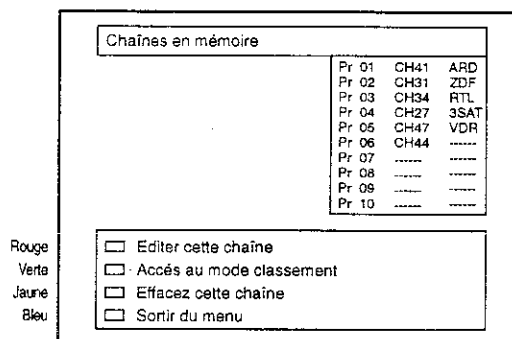 Chaînes en mémoire
Pr 01 CH41 ARD
Pr 02 CH31 ZDF
Pr 03 CH34 RTL
Pr 04 CH27 3SAT
Pr 05 CH47 VDR
Pr 06 CH44 -----
Pr 07 ----- -----
Pr 08 ----- -----
Pr 09 ----- -----
Pr 10 ----- -----
Rouge Editer cette chaîne
Verte Accés au mode classement
Jaune Effacez cette chaîne
Bleu Sortir du menu